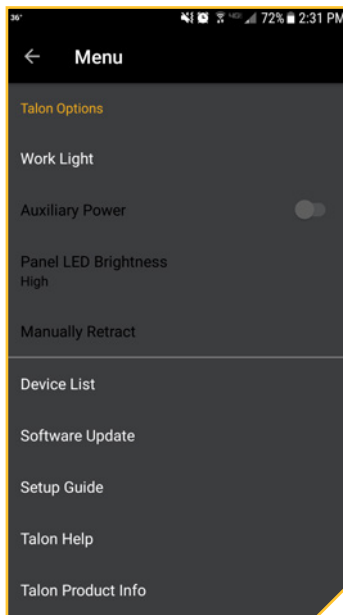 36°
72% 2:31 PM
Menu
Talon Options
Work Light
Auxiliary Power
Panel LED Brightness
High
Manually Retract
Device List
Software Update
Setup Guide
Talon Help
Talon Product Info